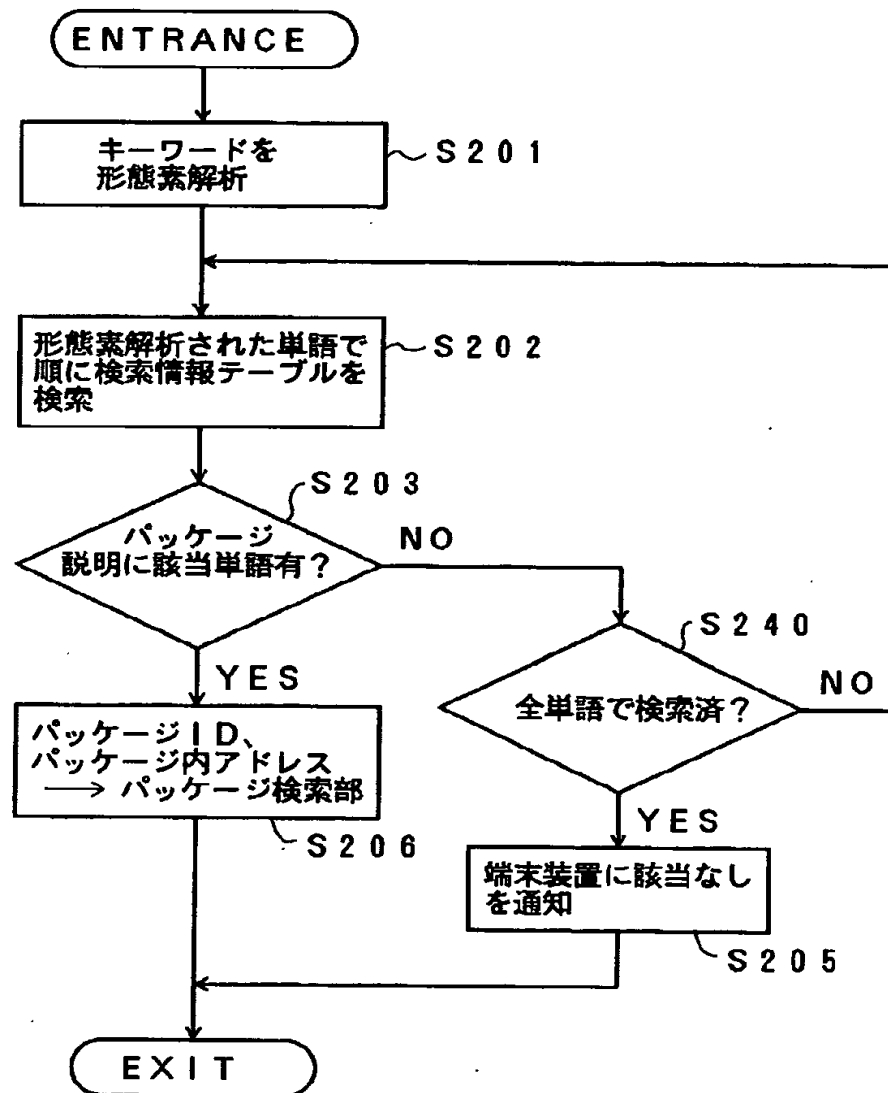 ENTRANCE
キーワードを
形態素解析
S201
形態素解析された単語で
順に検索情報テーブルを
検索
S202
S203
パッケージ
説明に該当単語有？
NO
YES
S240
全単語で検索済？
NO
YES
パッケージID、
パッケージ内アドレス
→ パッケージ検索部
S206
端末装置に該当なし
を通知
S205
EXIT